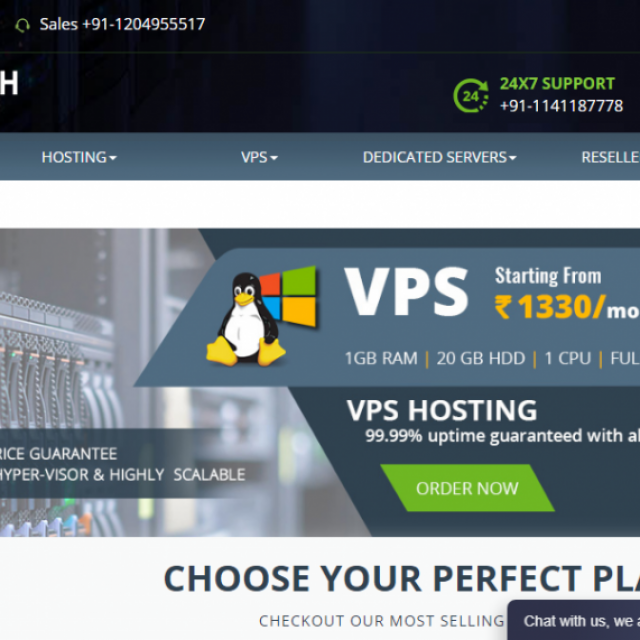 Sales +91-1204955517
H
24X7 SUPPORT
24
+91-1141187778
HOSTING VPS DEDICATED SERVERS RESELLE
VPS Starting From
₹ 1330/mo
1GB RAM | 20 GB HDD | 1 CPU | FUL
VPS HOSTING
99.99% uptime guaranteed with al
RICE GUARANTEE
HYPER-VISOR & HIGHLY SCALABLE
ORDER NOW
CHOOSE YOUR PERFECT PLA
CHECKOUT OUR MOST SELLING
Chat with us, we a